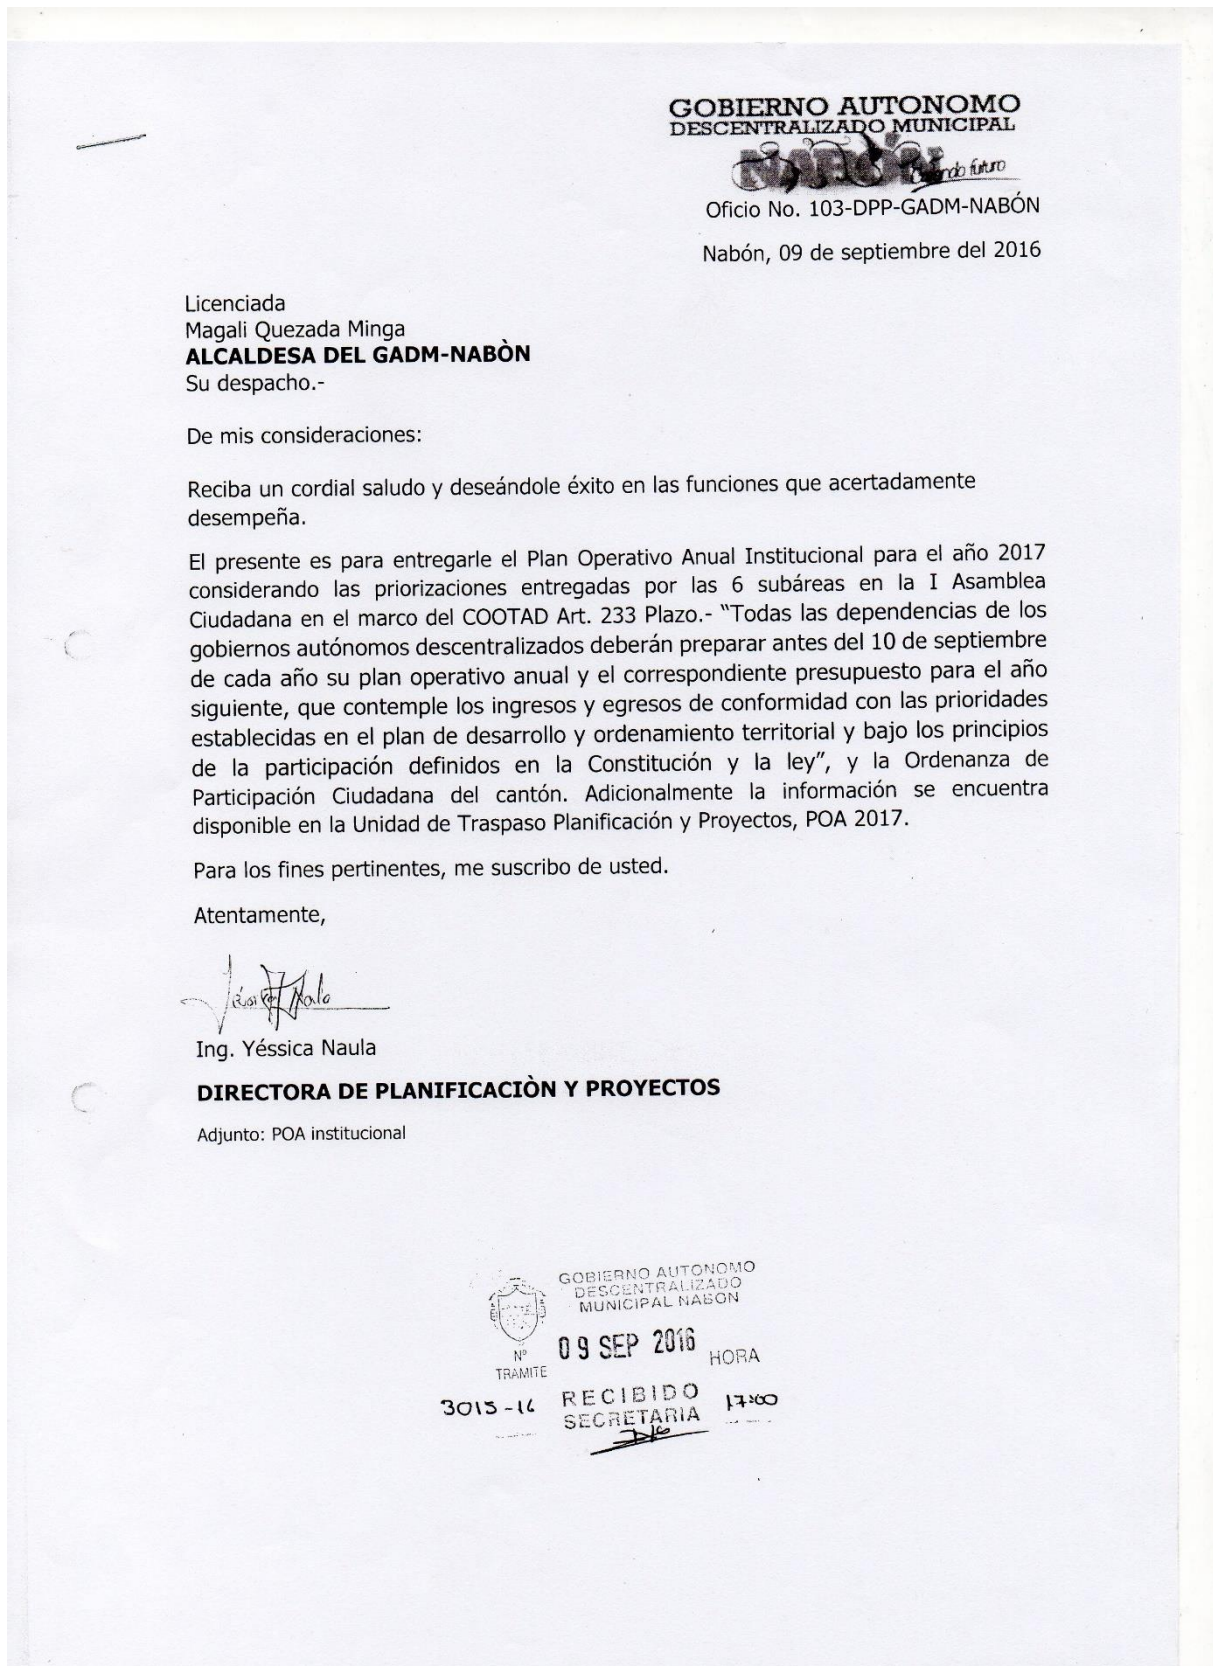 GOBIERNO AUTONOMO
DESCENTRALIZADO MUNICIPAL
NABÓN
futuro
Oficio No. 103-DPP-GADM-NABÓN
Nabón, 09 de septiembre del 2016
Licenciada
Magali Quezada Minga
ALCALDESA DEL GADM-NABÒN
Su despacho.-
De mis consideraciones:
Reciba un cordial saludo y deseándole éxito en las funciones que acertadamente
desempeña.
El presente es para entregarle el Plan Operativo Anual Institucional para el año 2017
considerando las priorizaciones entregadas por las 6 subáreas en la I Asamblea
Ciudadana en el marco del COOTAD Art. 233 Plazo.- “Todas las dependencias de los
gobiernos autónomos descentralizados deberán preparar antes del 10 de septiembre
de cada año su plan operativo anual y el correspondiente presupuesto para el año
siguiente, que contemple los ingresos y egresos de conformidad con las prioridades
establecidas en el plan de desarrollo y ordenamiento territorial y bajo los principios
de la participación definidos en la Constitución y la ley”, y la Ordenanza de
Participación Ciudadana del cantón. Adicionalmente la información se encuentra
disponible en la Unidad de Traspaso Planificación y Proyectos, POA 2017.
Para los fines pertinentes, me suscribo de usted.
Atentamente,
Ing. Yéssica Naula
DIRECTORA DE PLANIFICACIÒN Y PROYECTOS
Adjunto: POA institucional
GOBIERNO AUTONOMO
DESCENTRALIZADO
MUNICIPAL NABON
09 SEP 2016
Nº
TRAMITE
HORA
3015-16
RECIBIDO
SECRETARIA
17:00